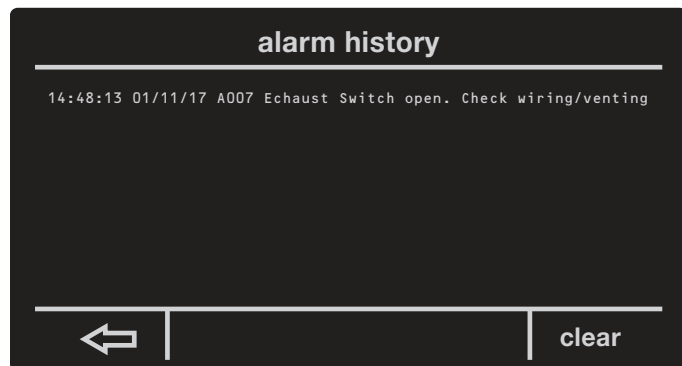 alarm history
14:48:13 01/11/17 A007 Echaust Switch open. Check wiring/venting
clear